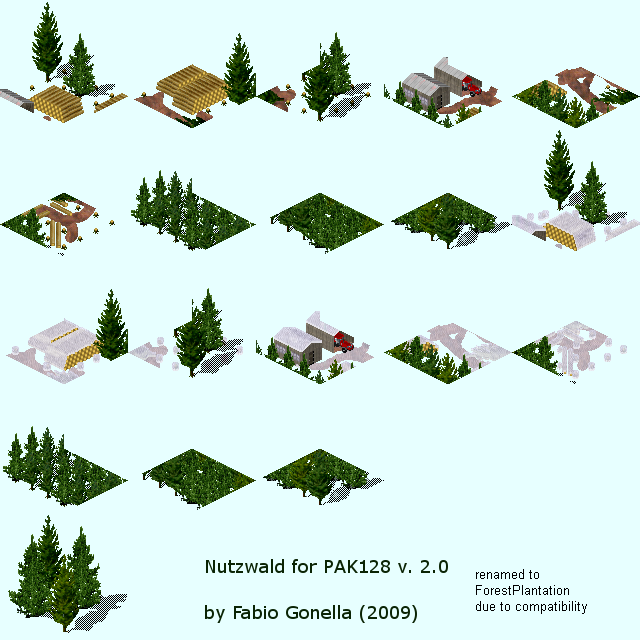 Nutzwald for PAK128 v. 2.0
by Fabio Gonella (2009)
renamed to
ForestPlantation
due to compatibility